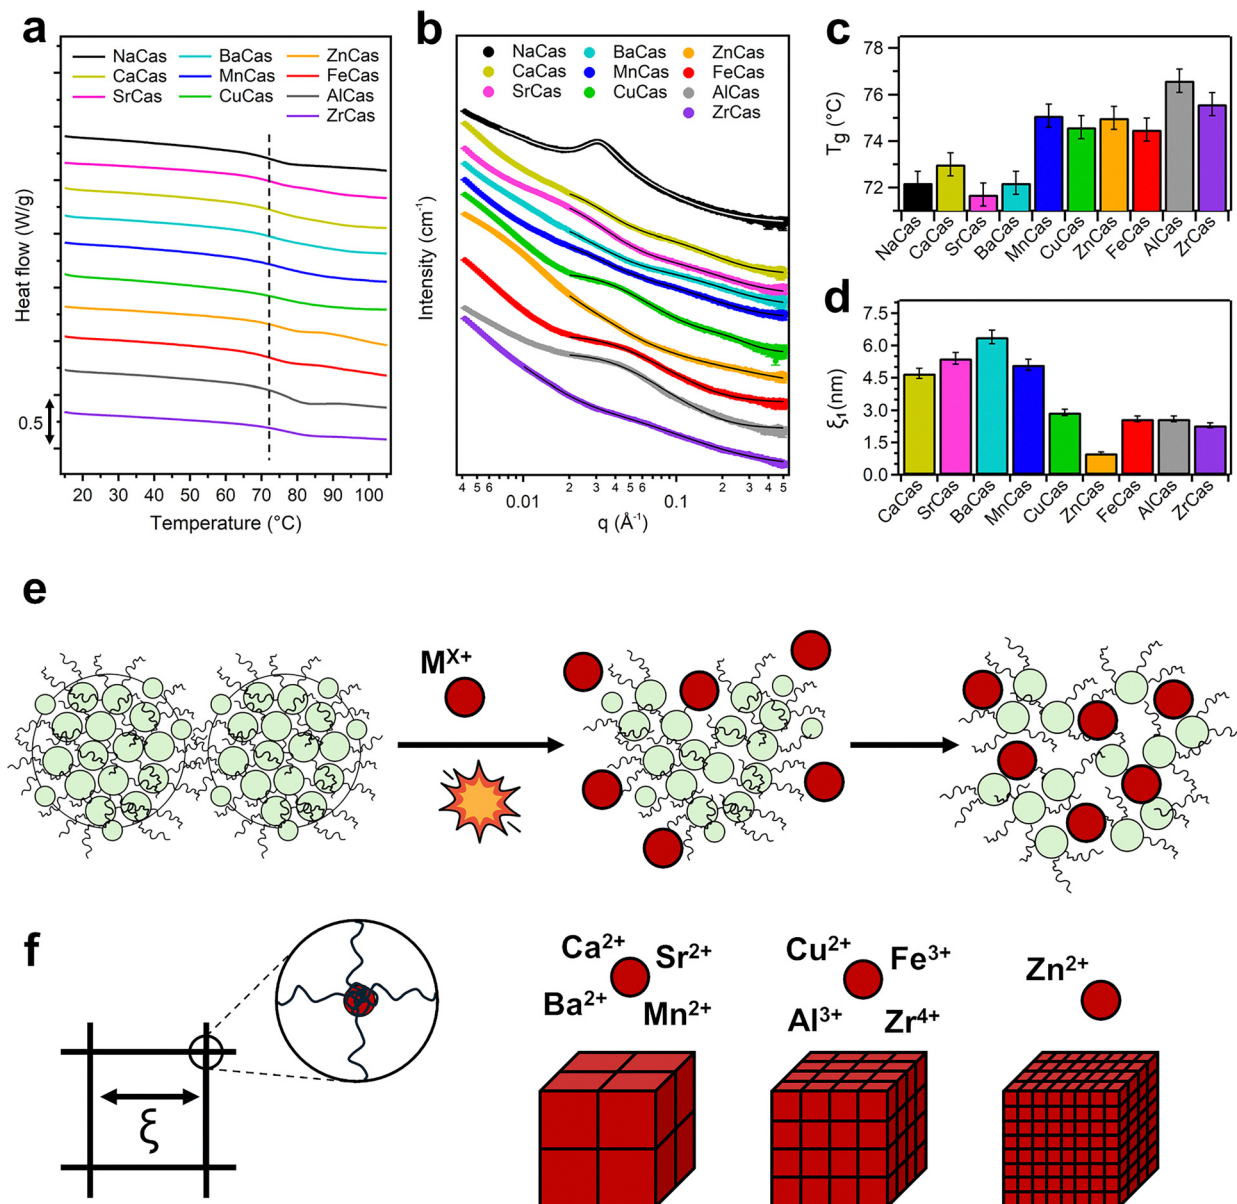 a
NaCas BaCas ZnCas
CaCas MnCas FeCas
SrCas CuCas AlCas
ZrCas
Heat flow (W/g)
0.5
20 30 40 50 60 70 80 90 100
Temperature (°C)
b
NaCas BaCas ZnCas
CaCas MnCas FeCas
SrCas CuCas AlCas
ZrCas
Intensity (cm⁻¹)
4 5 6 0.01 2 3 4 5 6 0.1 2 3 4 5
q (Å⁻¹)
c
78
76
74
72
Tg (°C)
NaCas CaCas SrCas BaCas MnCas CuCas ZnCas FeCas AlCas ZrCas
d
7.5
6.0
4.5
3.0
1.5
0.0
ξ₁(nm)
CaCas SrCas BaCas MnCas CuCas ZnCas FeCas AlCas ZrCas
e
Mˣ⁺
f
ξ
Ca²⁺ Sr²⁺
Ba²⁺ Mn²⁺
Cu²⁺ Fe³⁺
Al³⁺ Zr⁴⁺
Zn²⁺